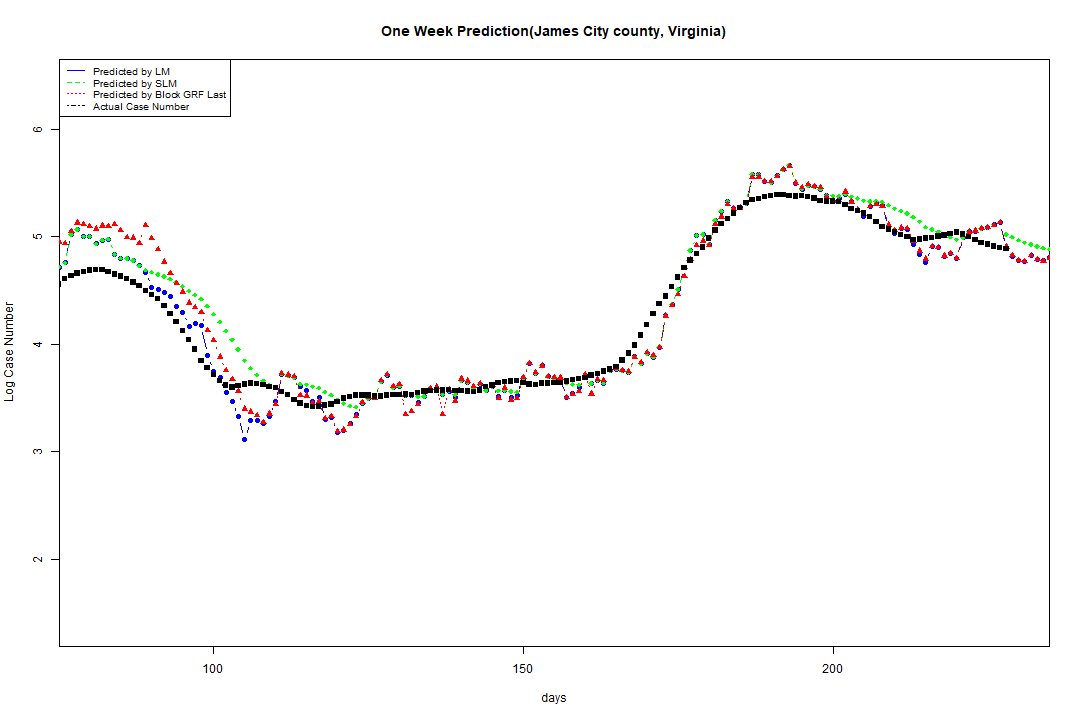 One Week Prediction(James City county, Virginia)
Predicted by LM
Predicted by SLM
Predicted by Block GRF Last
Actual Case Number
6
5
4
3
2
Log Case Number
100
150
200
days